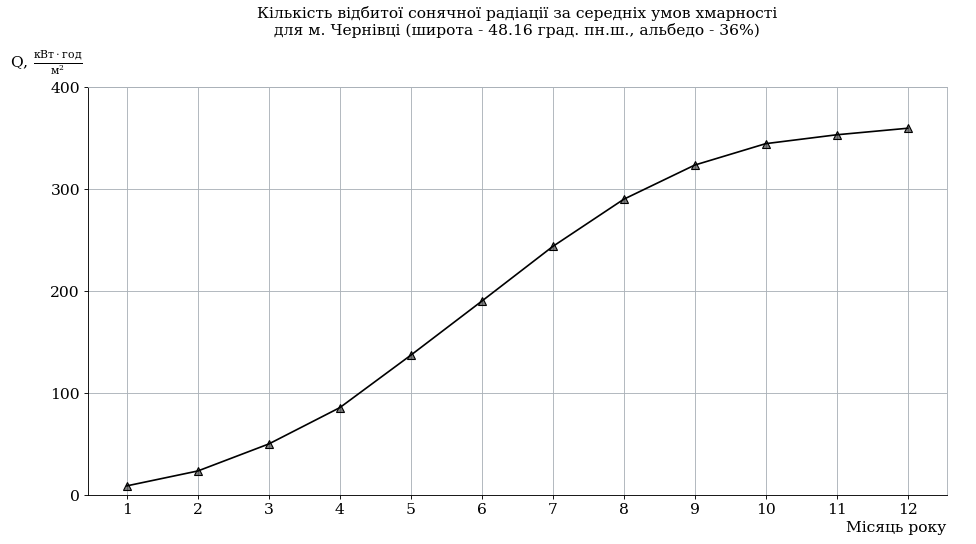 Кількість відбитої сонячної радіації за середніх умов хмарності
для м. Чернівці (широта - 48.16 град. пн.ш., альбедо - 36%)
Q, кВт · год / м²
400
300
200
100
0
1 2 3 4 5 6 7 8 9 10 11 12
Місяць року